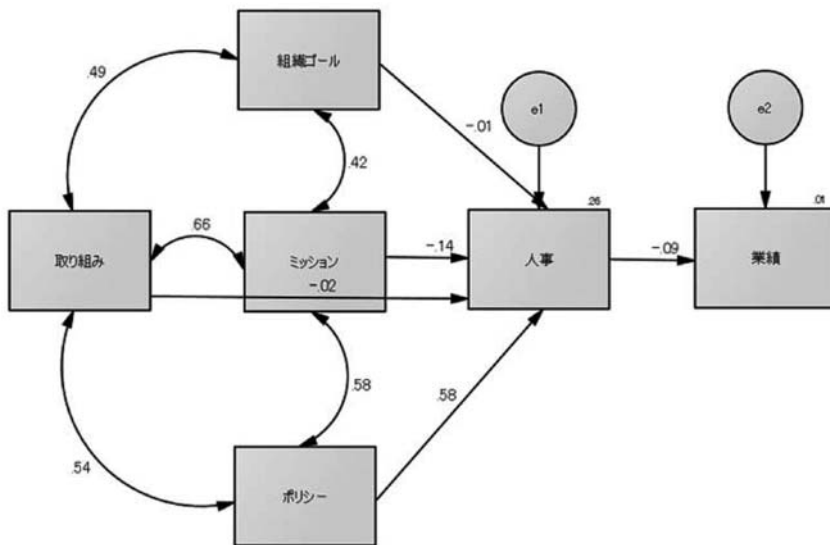 組織ゴール
.49
e1
e2
-.01
.42
.26
.01
取り組み
.66
ミッション
-.14
人事
-.09
業績
-.02
.58
.58
.54
ポリシー